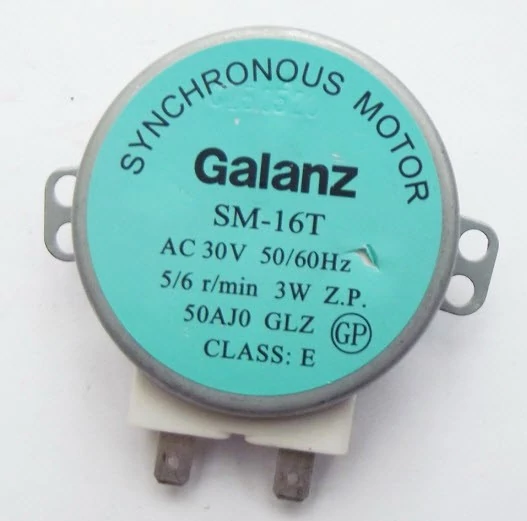 SYNCHRONOUS MOTOR
Galanz
SM-16T
AC 30V 50/60Hz
5/6 r/min 3W Z.P.
50AJ0 GLZ GP
CLASS: E